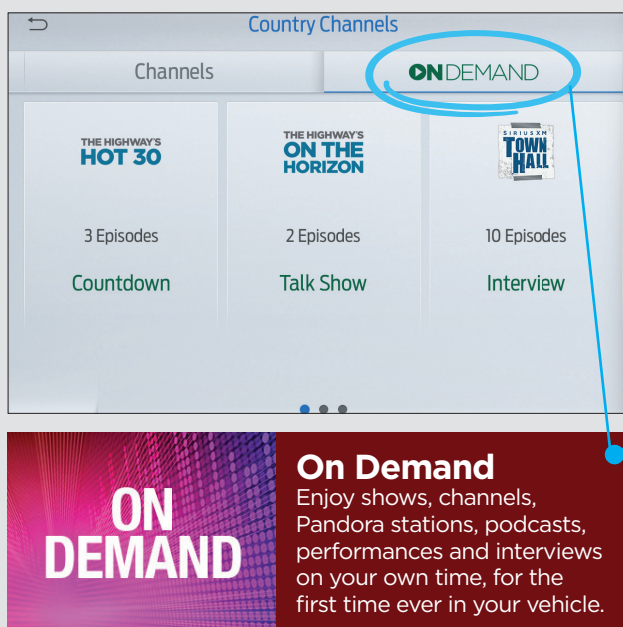 Country Channels
Channels
ONDEMAND
THE HIGHWAY'S
HOT 30
3 Episodes
Countdown
THE HIGHWAY'S
ON THE
HORIZON
2 Episodes
Talk Show
SIRIUSXM
TOWN
HALL
10 Episodes
Interview
ON
DEMAND
On Demand
Enjoy shows, channels,
Pandora stations, podcasts,
performances and interviews
on your own time, for the
first time ever in your vehicle.